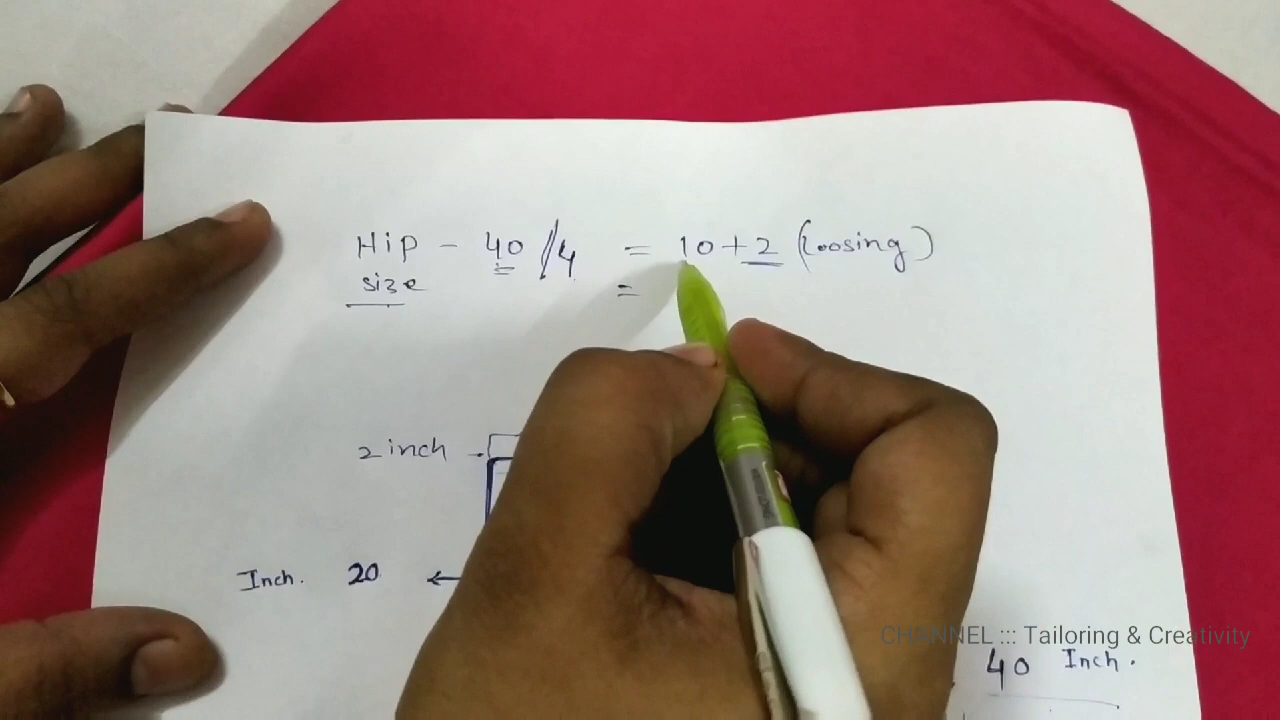 Hip - 40 // 4 = 10 + 2 (Loosing)
size =
2 inch
Inch. 20
CHANNEL ::: Tailoring & Creativity
40 Inch.